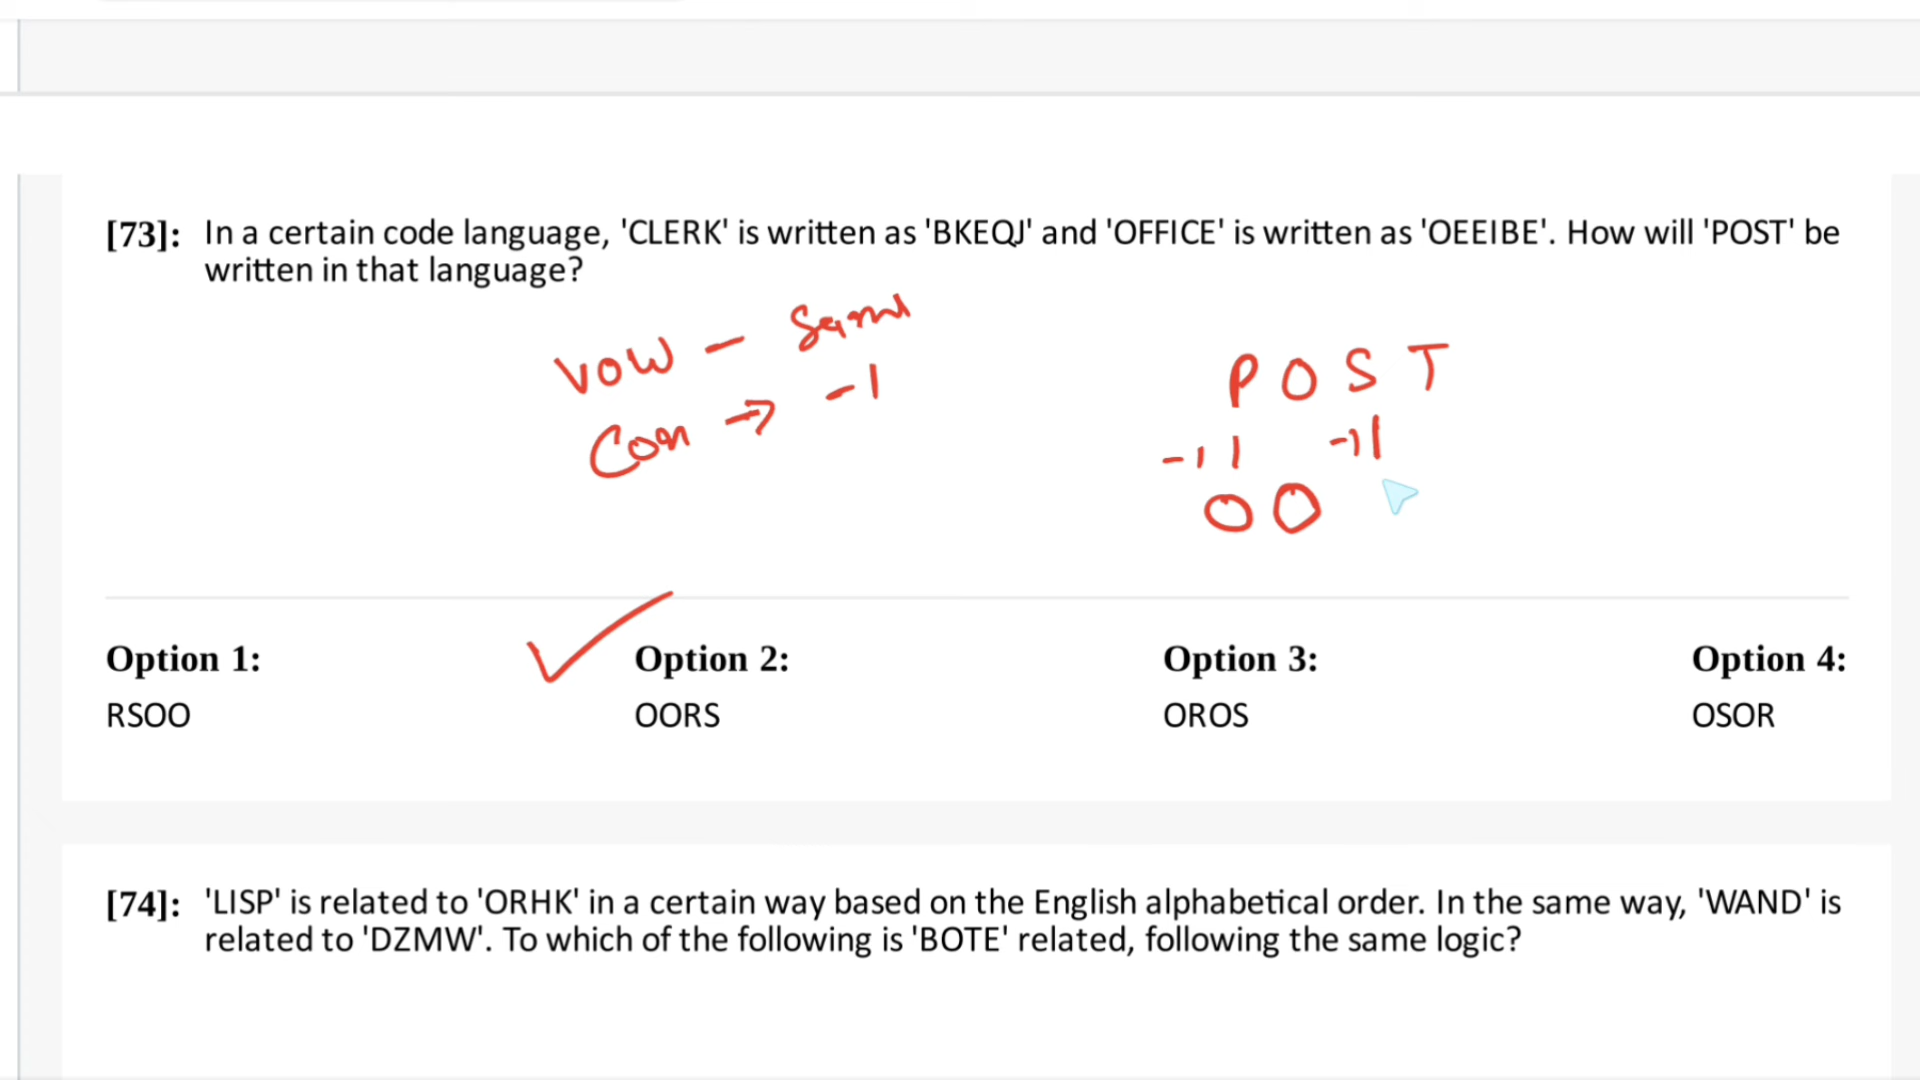 [73]: In a certain code language, 'CLERK' is written as 'BKEQJ' and 'OFFICE' is written as 'OEEIBE'. How will 'POST' be
written in that language?
vow - Same
Con → -1
P O S T
-1 | -1 |
O O
Option 1: Option 2: Option 3: Option 4:
RSOO OORS OROS OSOR
[74]: 'LISP' is related to 'ORHK' in a certain way based on the English alphabetical order. In the same way, 'WAND' is
related to 'DZMW'. To which of the following is 'BOTE' related, following the same logic?